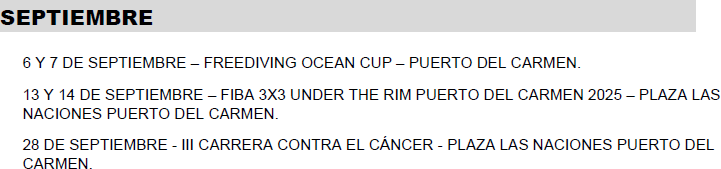 SEPTIEMBRE
6 Y 7 DE SEPTIEMBRE – FREEDIVING OCEAN CUP – PUERTO DEL CARMEN.
13 Y 14 DE SEPTIEMBRE – FIBA 3X3 UNDER THE RIM PUERTO DEL CARMEN 2025 – PLAZA LAS
NACIONES PUERTO DEL CARMEN.
28 DE SEPTIEMBRE - III CARRERA CONTRA EL CÁNCER - PLAZA LAS NACIONES PUERTO DEL
CARMEN.